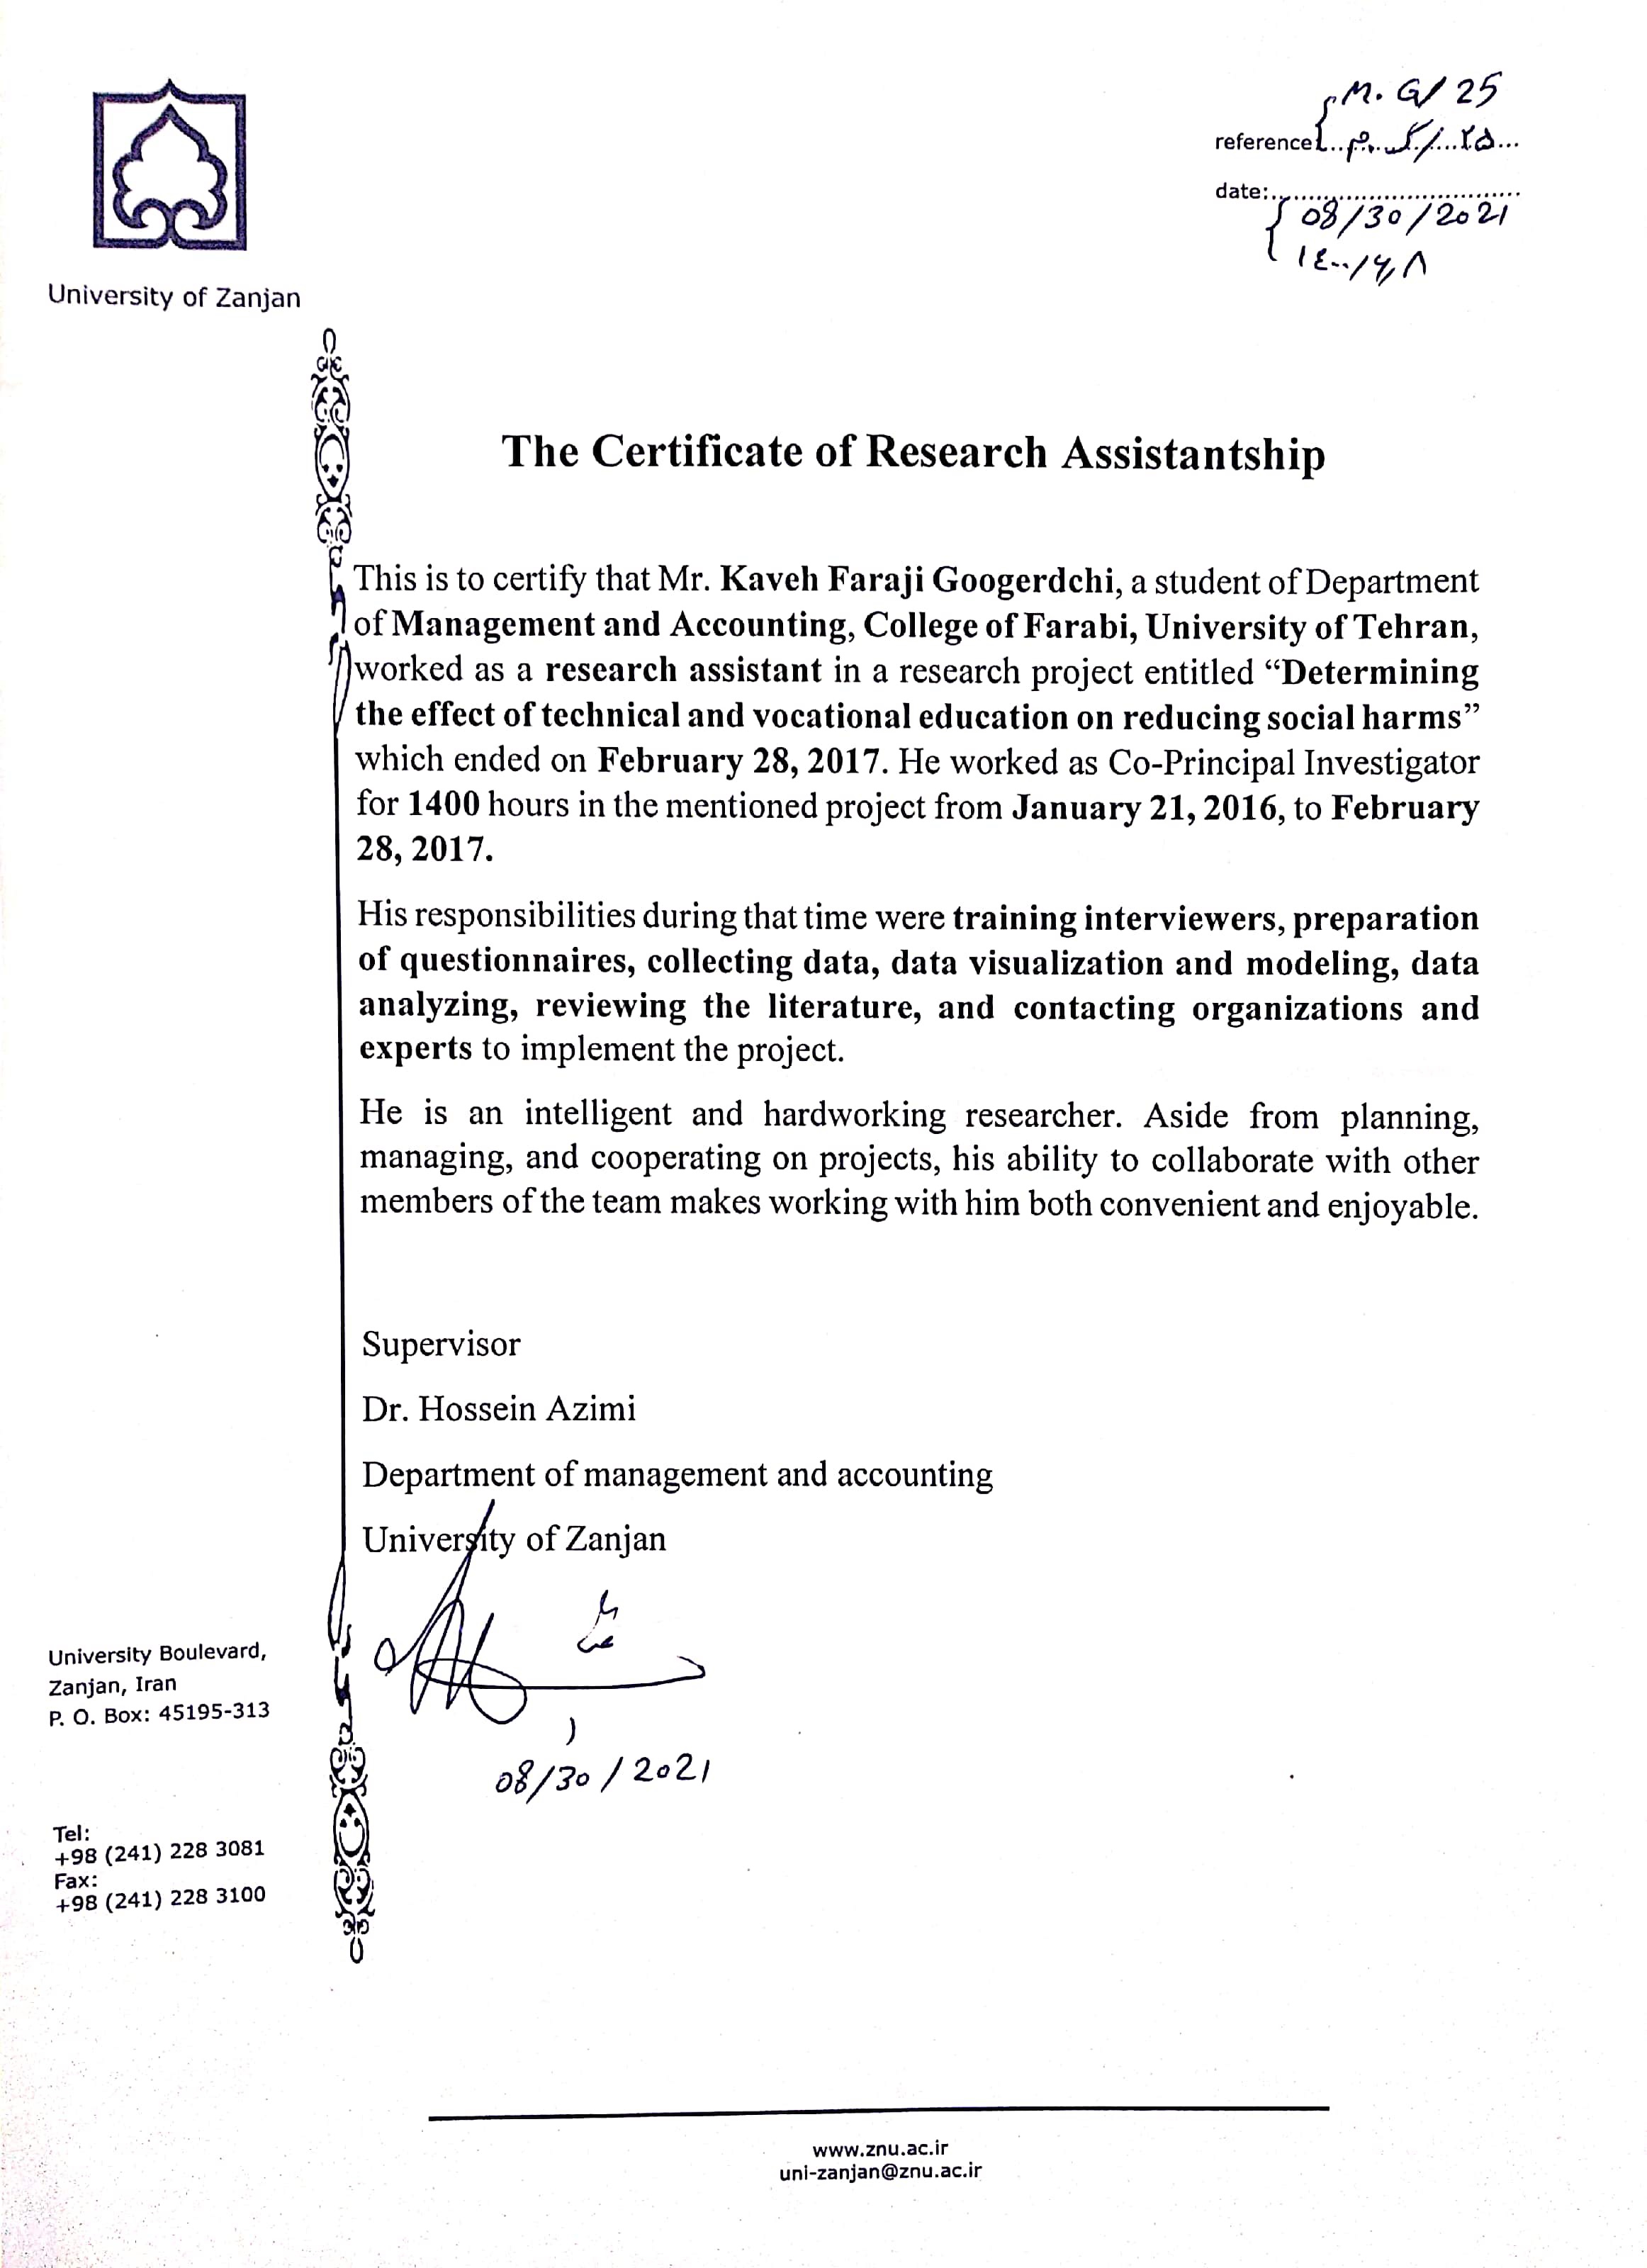 University of Zanjan
M. G/ 25
reference: م. گ/ ۲۵
date:
08/30/2021
۱٤۰۰/۶/۸
The Certificate of Research Assistantship
This is to certify that Mr. Kaveh Faraji Googerdchi, a student of Department
of Management and Accounting, College of Farabi, University of Tehran,
worked as a research assistant in a research project entitled “Determining
the effect of technical and vocational education on reducing social harms”
which ended on February 28, 2017. He worked as Co-Principal Investigator
for 1400 hours in the mentioned project from January 21, 2016, to February
28, 2017.
His responsibilities during that time were training interviewers, preparation
of questionnaires, collecting data, data visualization and modeling, data
analyzing, reviewing the literature, and contacting organizations and
experts to implement the project.
He is an intelligent and hardworking researcher. Aside from planning,
managing, and cooperating on projects, his ability to collaborate with other
members of the team makes working with him both convenient and enjoyable.
Supervisor
Dr. Hossein Azimi
Department of management and accounting
University of Zanjan
08/30/2021
University Boulevard,
Zanjan, Iran
P. O. Box: 45195-313
Tel:
+98 (241) 228 3081
Fax:
+98 (241) 228 3100
www.znu.ac.ir
uni-zanjan@znu.ac.ir